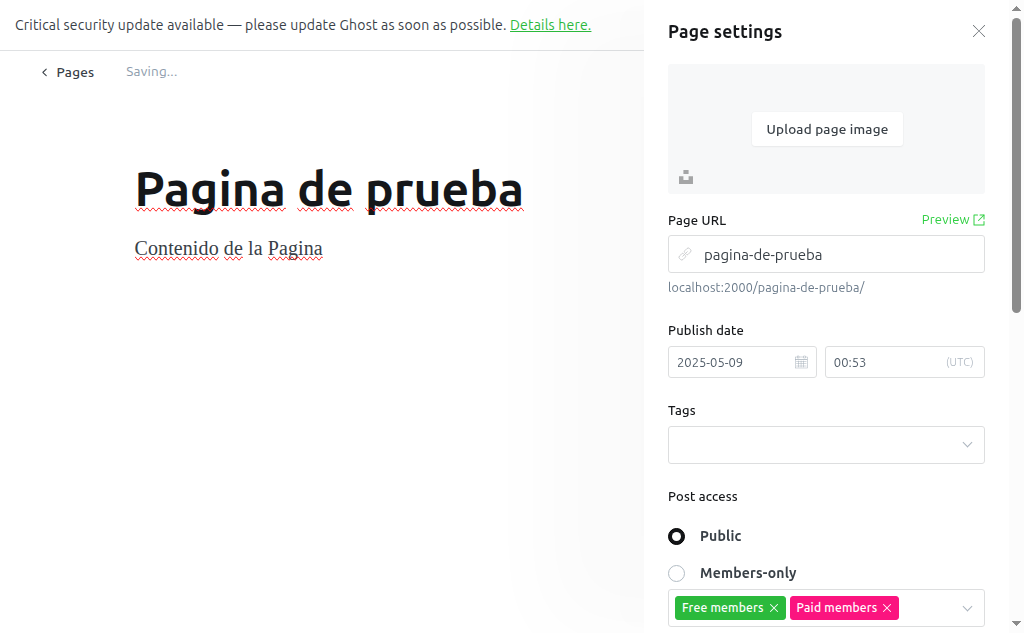 Critical security update available — please update Ghost as soon as possible. Details here.
Pages
Saving...
Pagina de prueba
Contenido de la Pagina
Page settings
Upload page image
Page URL
Preview
pagina-de-prueba
localhost:2000/pagina-de-prueba/
Publish date
2025-05-09
00:53
(UTC)
Tags
Post access
Public
Members-only
Free members
Paid members